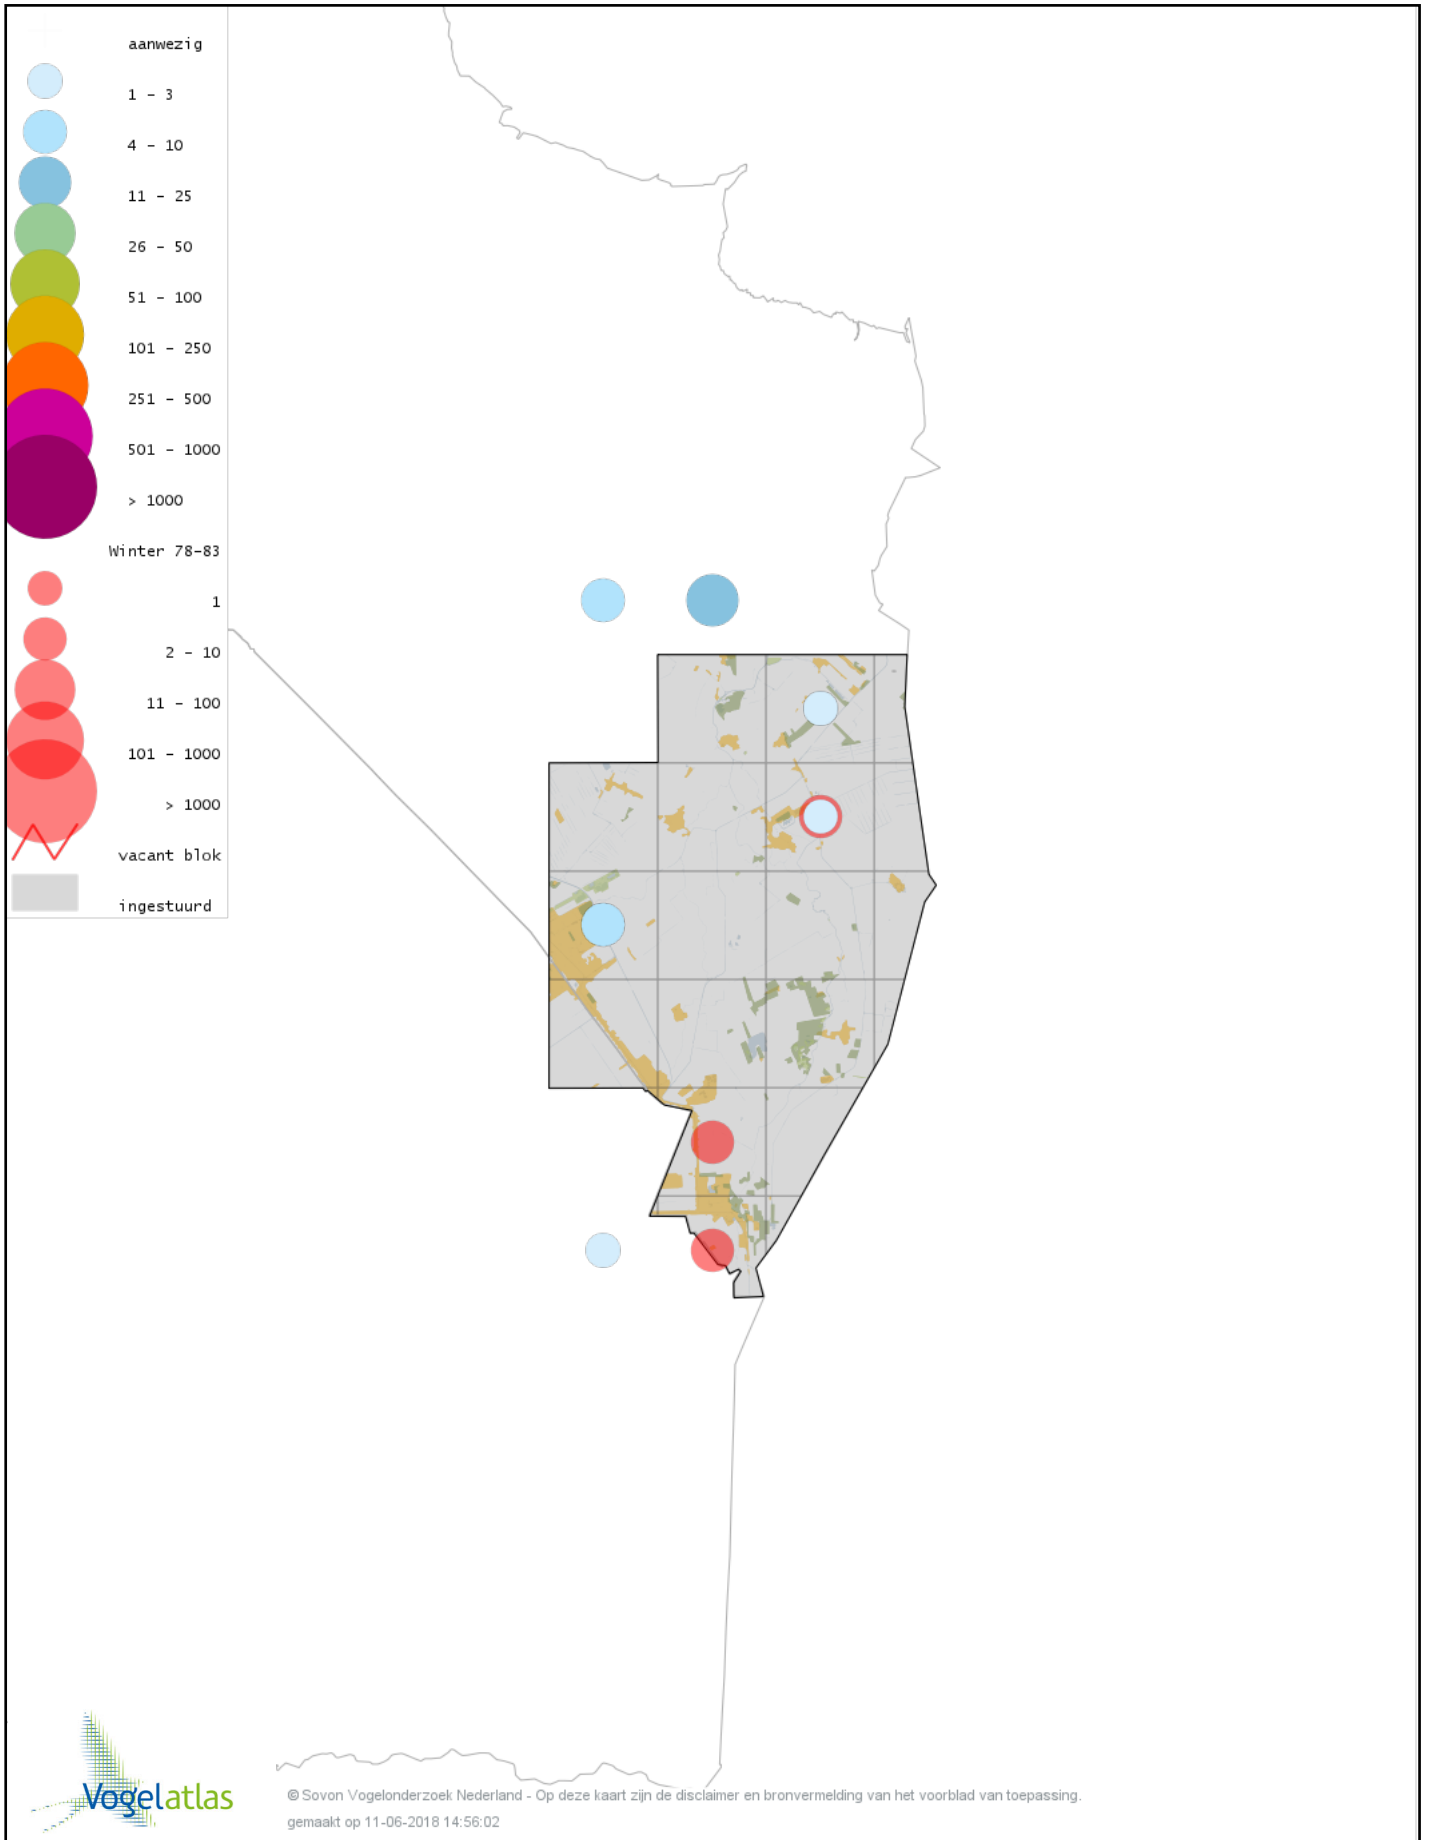 aanwezig
1 - 3
4 - 10
11 - 25
26 - 50
51 - 100
101 - 250
251 - 500
501 - 1000
> 1000
Winter 78-83
1
2 - 10
11 - 100
101 - 1000
> 1000
vacant blok
ingestuurd
Vogelatlas
© Sovon Vogelonderzoek Nederland - Op deze kaart zijn de disclaimer en bronvermelding van het voorblad van toepassing.
gemaakt op 11-06-2018 14:56:02